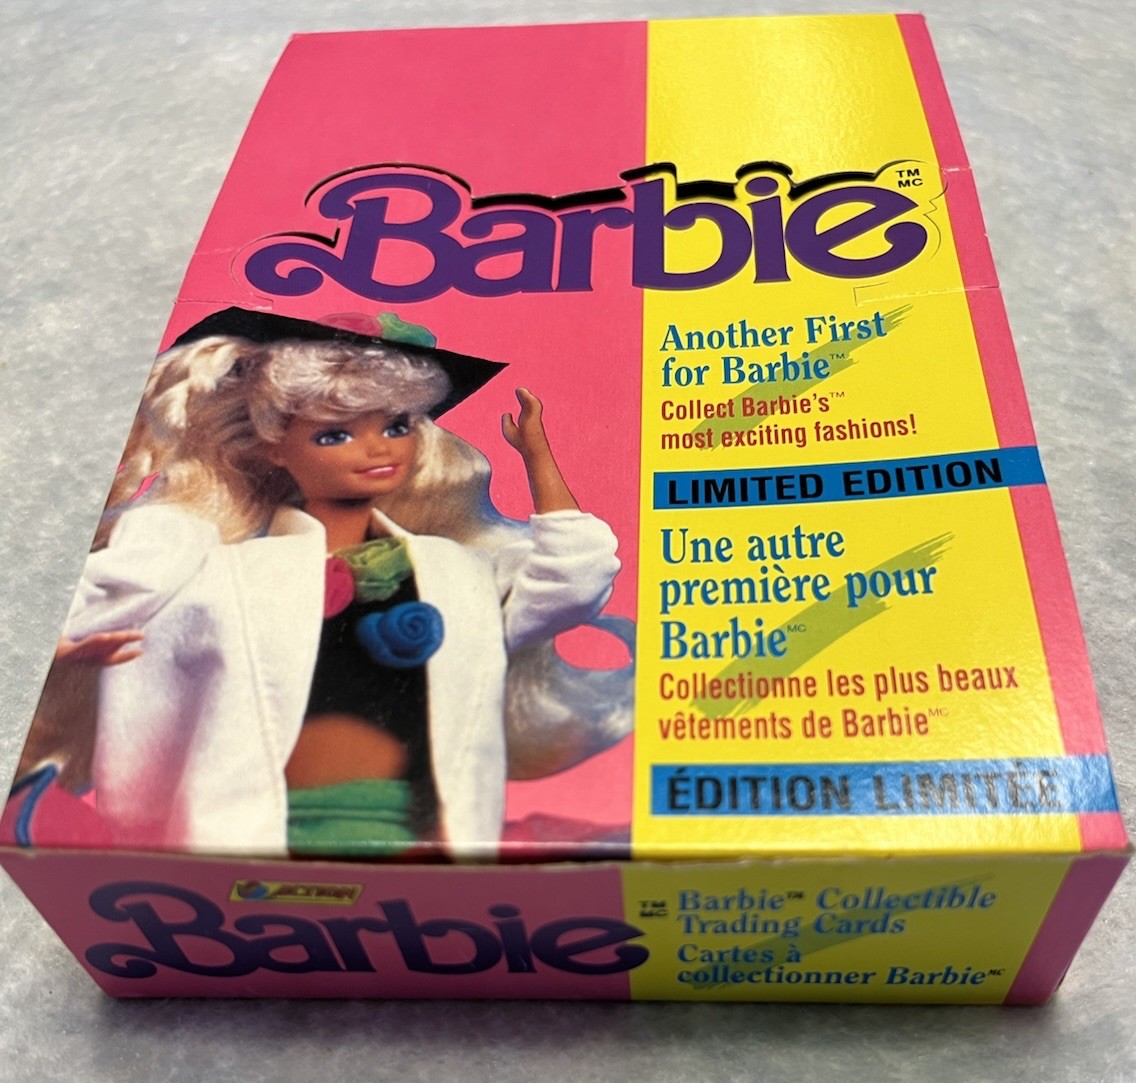 Barbie
TM
MC
Another First
for Barbie™
Collect Barbie's™
most exciting fashions!
LIMITED EDITION
Une autre
première pour
Barbie MC
Collectionne les plus beaux
vêtements de Barbie MC
ÉDITION LIMITÉE
ACTION
Barbie
TM
MC
Barbie™ Collectible
Trading Cards
Cartes à
collectionner Barbie MC